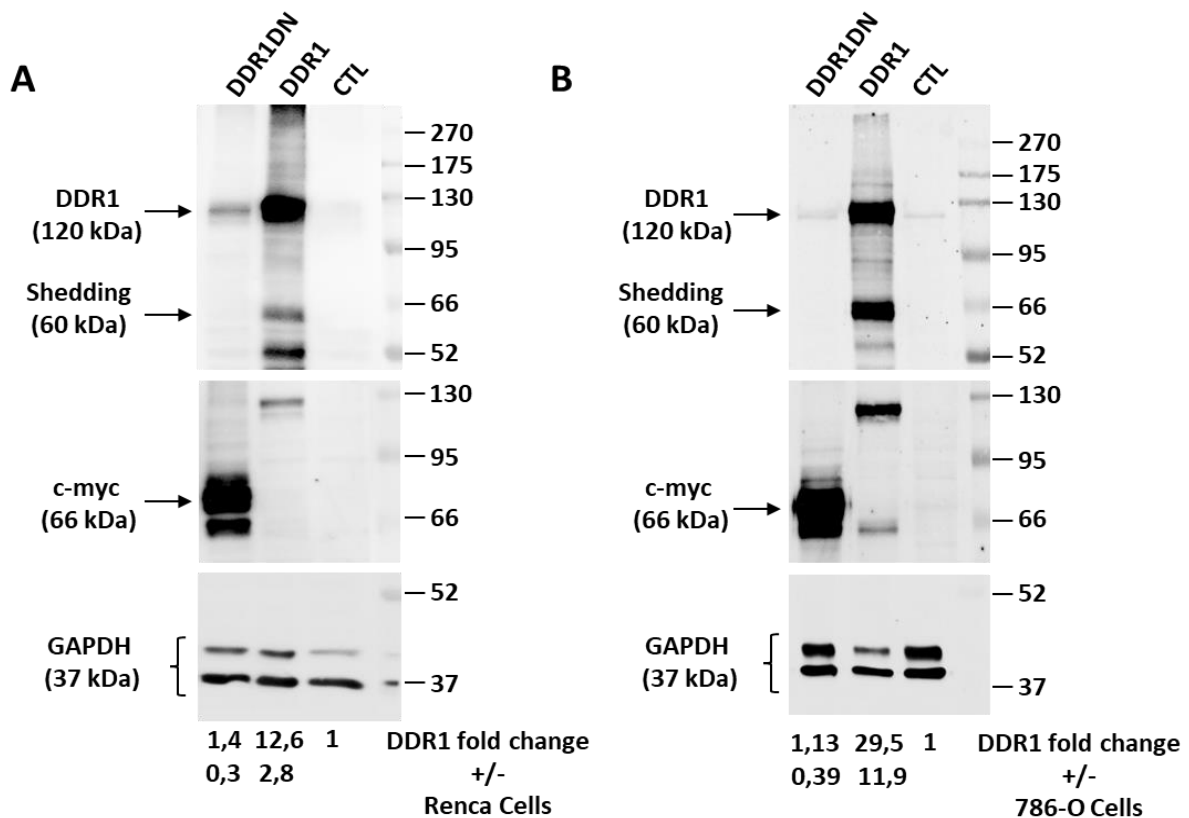 A
DDR1DN
DDR1
CTL
270
175
DDR1
(120 kDa)
130
95
Shedding
(60 kDa)
66
52
130
95
c-myc
(66 kDa)
66
52
GAPDH
(37 kDa)
37
1,4 12,6 1 DDR1 fold change
0,3 2,8 +/-
Renca Cells
B
DDR1DN
DDR1
CTL
270
175
DDR1
(120 kDa)
130
95
Shedding
(60 kDa)
66
52
130
95
c-myc
(66 kDa)
66
52
GAPDH
(37 kDa)
37
1,13 29,5 1 DDR1 fold change
0,39 11,9 +/-
786-O Cells